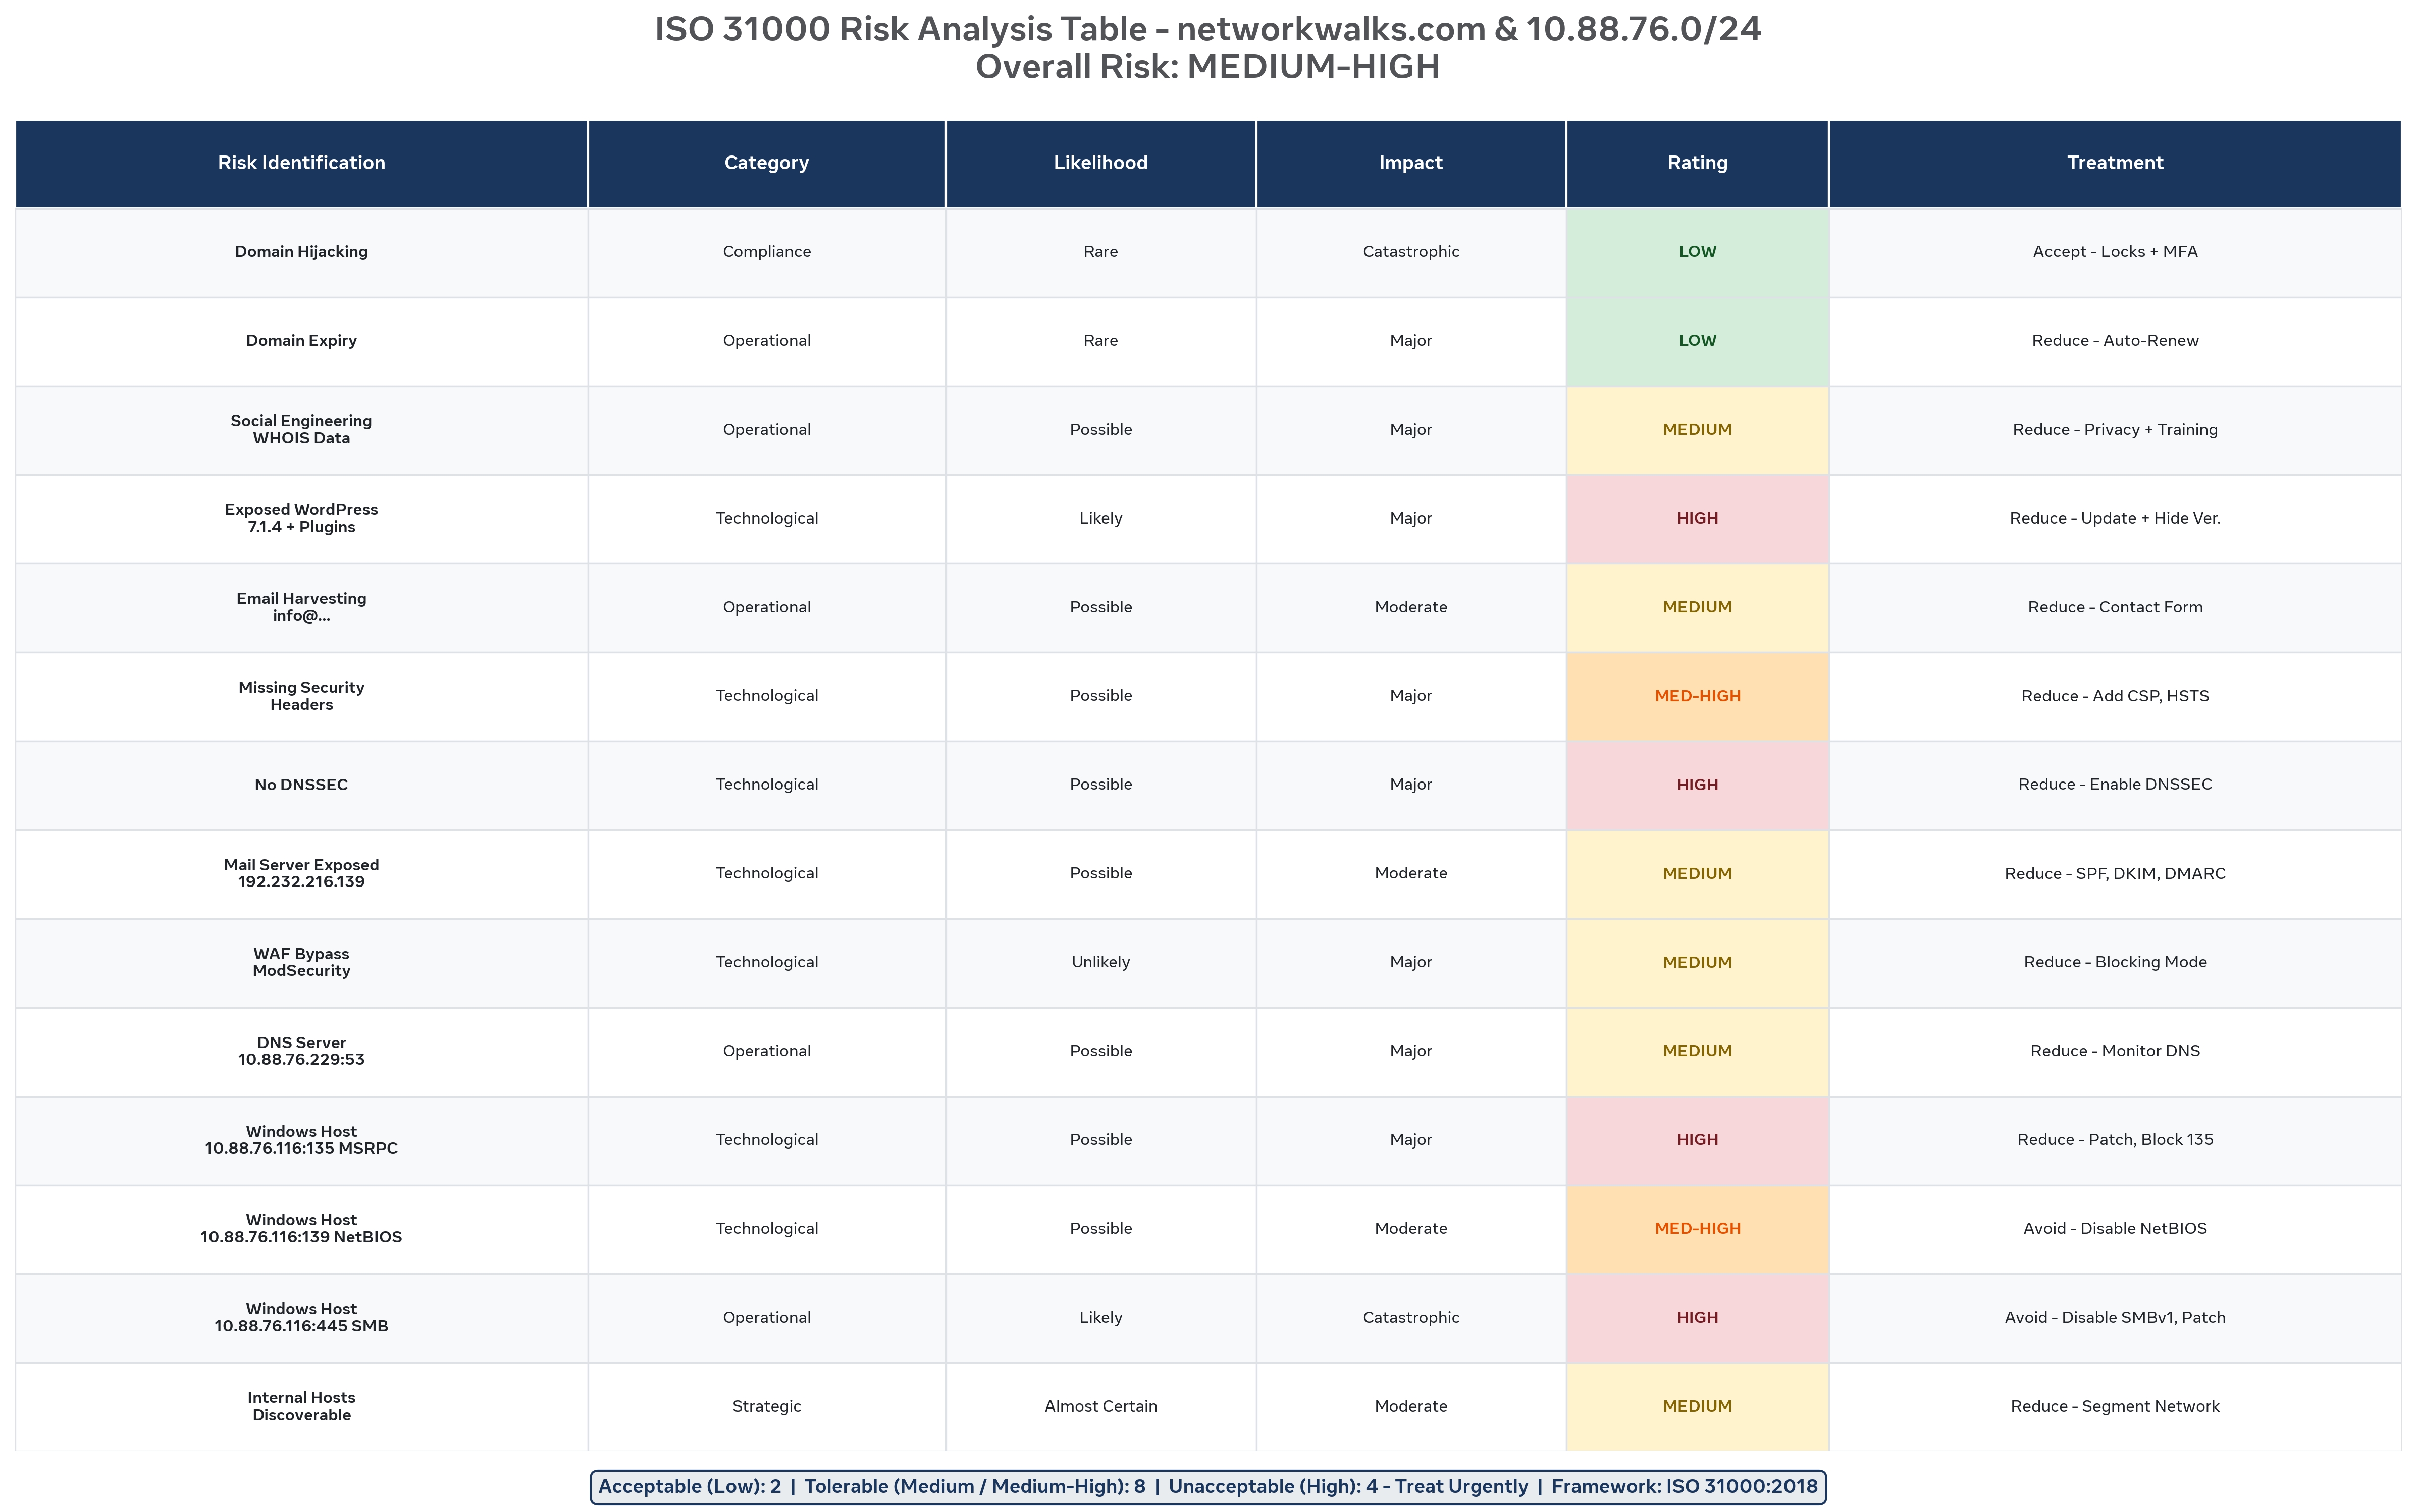 ISO 31000 Risk Analysis Table - networkwalks.com & 10.88.76.0/24
Overall Risk: MEDIUM-HIGH
Risk Identification Category Likelihood Impact Rating Treatment
Domain Hijacking Compliance Rare Catastrophic LOW Accept - Locks + MFA
Domain Expiry Operational Rare Major LOW Reduce - Auto-Renew
Social Engineering
WHOIS Data Operational Possible Major MEDIUM Reduce - Privacy + Training
Exposed WordPress
7.1.4 + Plugins Technological Likely Major HIGH Reduce - Update + Hide Ver.
Email Harvesting
info@... Operational Possible Moderate MEDIUM Reduce - Contact Form
Missing Security
Headers Technological Possible Major MED-HIGH Reduce - Add CSP, HSTS
No DNSSEC Technological Possible Major HIGH Reduce - Enable DNSSEC
Mail Server Exposed
192.232.216.139 Technological Possible Moderate MEDIUM Reduce - SPF, DKIM, DMARC
WAF Bypass
ModSecurity Technological Unlikely Major MEDIUM Reduce - Blocking Mode
DNS Server
10.88.76.229:53 Operational Possible Major MEDIUM Reduce - Monitor DNS
Windows Host
10.88.76.116:135 MSRPC Technological Possible Major HIGH Reduce - Patch, Block 135
Windows Host
10.88.76.116:139 NetBIOS Technological Possible Moderate MED-HIGH Avoid - Disable NetBIOS
Windows Host
10.88.76.116:445 SMB Operational Likely Catastrophic HIGH Avoid - Disable SMBv1, Patch
Internal Hosts
Discoverable Strategic Almost Certain Moderate MEDIUM Reduce - Segment Network
Acceptable (Low): 2 | Tolerable (Medium / Medium-High): 8 | Unacceptable (High): 4 - Treat Urgently | Framework: ISO 31000:2018